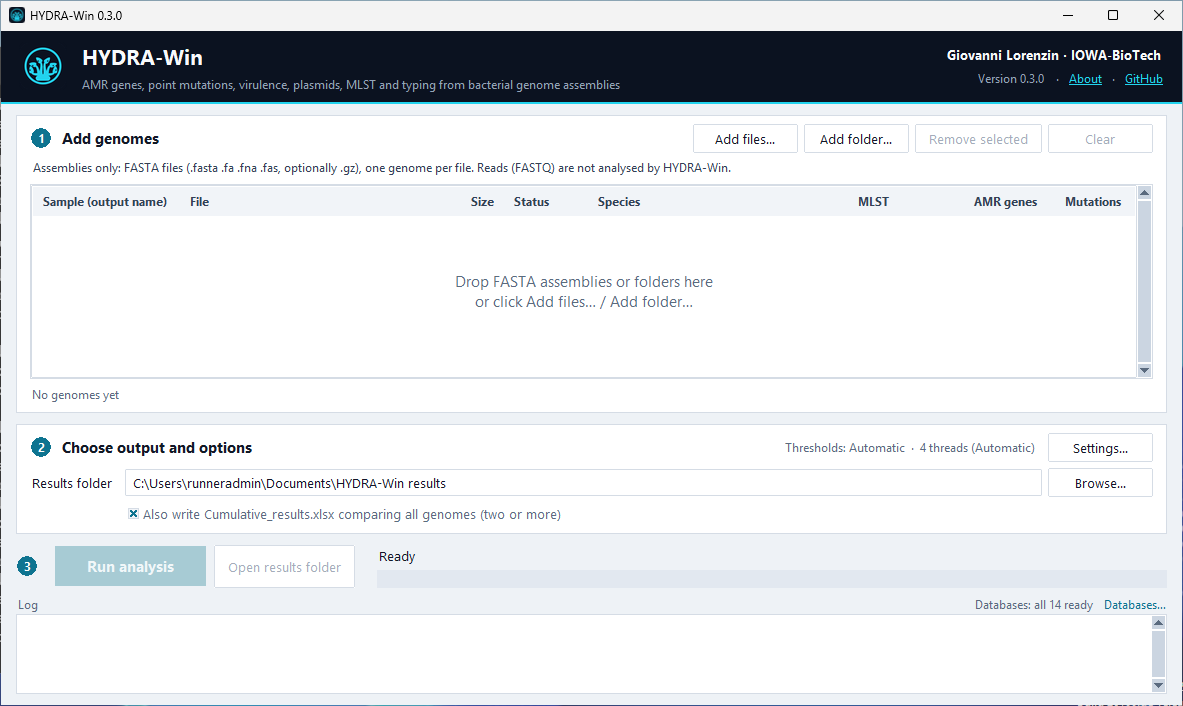 HYDRA-Win 0.3.0
HYDRA-Win
AMR genes, point mutations, virulence, plasmids, MLST and typing from bacterial genome assemblies
Giovanni Lorenzin · IOWA-BioTech
Version 0.3.0 · About · GitHub
1 Add genomes
Add files... Add folder... Remove selected Clear
Assemblies only: FASTA files (.fasta .fa .fna .fas, optionally .gz), one genome per file. Reads (FASTQ) are not analysed by HYDRA-Win.
Sample (output name) File Size Status Species MLST AMR genes Mutations
Drop FASTA assemblies or folders here
or click Add files... / Add folder...
No genomes yet
2 Choose output and options
Thresholds: Automatic · 4 threads (Automatic) Settings...
Results folder C:\Users\runneradmin\Documents\HYDRA-Win results Browse...
Also write Cumulative_results.xlsx comparing all genomes (two or more)
3 Run analysis Open results folder Ready
Log Databases: all 14 ready Databases...